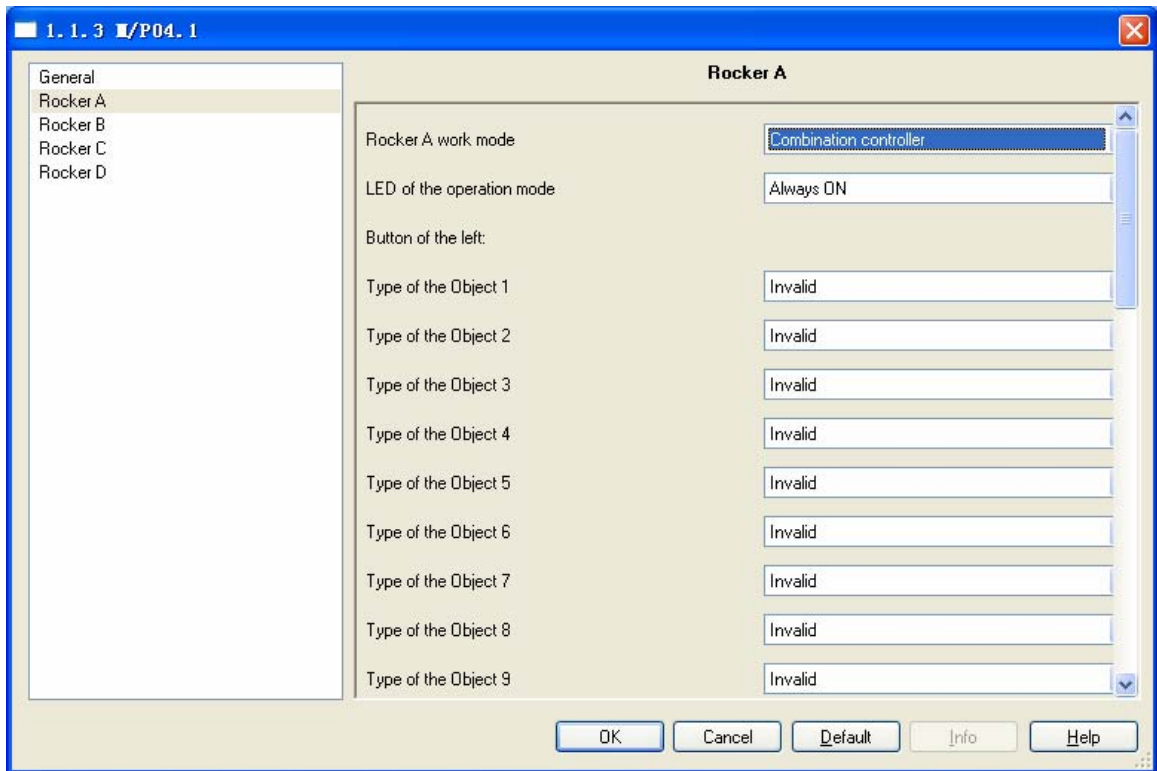 1.1.3 M/P04.1
General
Rocker A
Rocker B
Rocker C
Rocker D
Rocker A
Rocker A work mode Combination controller
LED of the operation mode Always ON
Button of the left:
Type of the Object 1 Invalid
Type of the Object 2 Invalid
Type of the Object 3 Invalid
Type of the Object 4 Invalid
Type of the Object 5 Invalid
Type of the Object 6 Invalid
Type of the Object 7 Invalid
Type of the Object 8 Invalid
Type of the Object 9 Invalid
OK Cancel Default Info Help